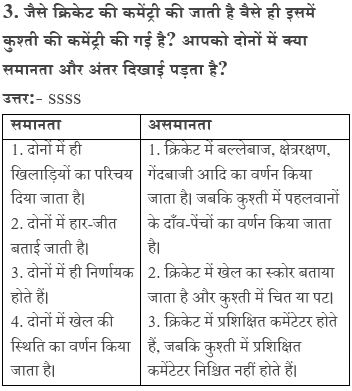 3. जैसे क्रिकेट की कमेंट्री की जाती है वैसे ही इसमें
कुश्ती की कमेंट्री की गई है? आपको दोनों में क्या
समानता और अंतर दिखाई पड़ता है?
उत्तर:- ssss
समानता
1. दोनों में ही
खिलाड़ियों का परिचय
दिया जाता है।
2. दोनों में हार-जीत
बताई जाती है।
3. दोनों में ही निर्णायक
होते हैं।
4. दोनों में खेल की
स्थिति का वर्णन किया
जाता है।
असमानता
1. क्रिकेट में बल्लेबाज, क्षेत्ररक्षण,
गेंदबाजी आदि का वर्णन किया
जाता है। जबकि कुश्ती में पहलवानों
के दाँव-पेंचों का वर्णन किया जाता
है।
2. क्रिकेट में खेल का स्कोर बताया
जाता है और कुश्ती में चित या पट।
3. क्रिकेट में प्रशिक्षित कमेंटेटर होते
हैं, जबकि कुश्ती में प्रशिक्षित
कमेंटेटर निश्चित नहीं होते हैं।